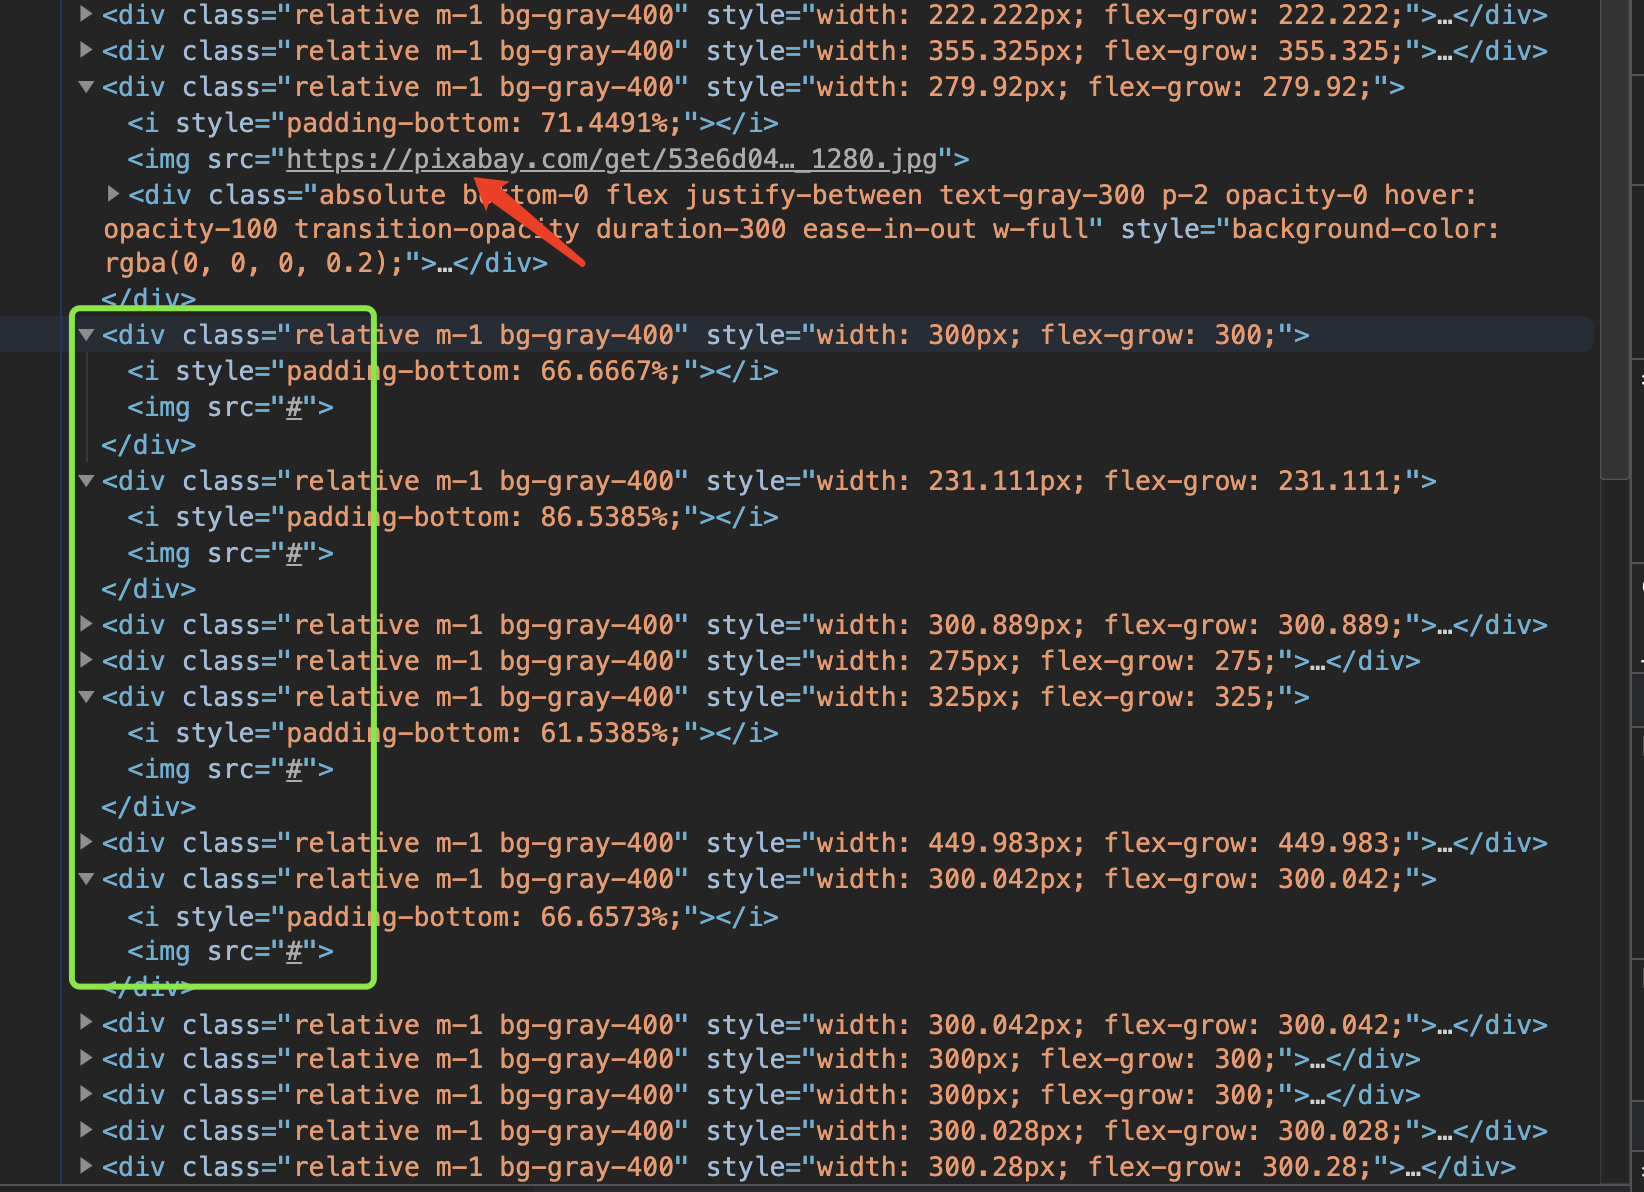 <div class="relative m-1 bg-gray-400" style="width: 222.222px; flex-grow: 222.222;">…</div>
<div class="relative m-1 bg-gray-400" style="width: 355.325px; flex-grow: 355.325;">…</div>
<div class="relative m-1 bg-gray-400" style="width: 279.92px; flex-grow: 279.92;">
<i style="padding-bottom: 71.4491%;"></i>
<img src="https://pixabay.com/get/53e6d04…_1280.jpg">
<div class="absolute bottom-0 flex justify-between text-gray-300 p-2 opacity-0 hover:
opacity-100 transition-opacity duration-300 ease-in-out w-full" style="background-color:
rgba(0, 0, 0, 0.2);">…</div>
</div>
<div class="relative m-1 bg-gray-400" style="width: 300px; flex-grow: 300;">
<i style="padding-bottom: 66.6667%;"></i>
<img src="#">
</div>
<div class="relative m-1 bg-gray-400" style="width: 231.111px; flex-grow: 231.111;">
<i style="padding-bottom: 86.5385%;"></i>
<img src="#">
</div>
<div class="relative m-1 bg-gray-400" style="width: 300.889px; flex-grow: 300.889;">…</div>
<div class="relative m-1 bg-gray-400" style="width: 275px; flex-grow: 275;">…</div>
<div class="relative m-1 bg-gray-400" style="width: 325px; flex-grow: 325;">
<i style="padding-bottom: 61.5385%;"></i>
<img src="#">
</div>
<div class="relative m-1 bg-gray-400" style="width: 449.983px; flex-grow: 449.983;">…</div>
<div class="relative m-1 bg-gray-400" style="width: 300.042px; flex-grow: 300.042;">
<i style="padding-bottom: 66.6573%;"></i>
<img src="#">
</div>
<div class="relative m-1 bg-gray-400" style="width: 300.042px; flex-grow: 300.042;">…</div>
<div class="relative m-1 bg-gray-400" style="width: 300px; flex-grow: 300;">…</div>
<div class="relative m-1 bg-gray-400" style="width: 300px; flex-grow: 300;">…</div>
<div class="relative m-1 bg-gray-400" style="width: 300.028px; flex-grow: 300.028;">…</div>
<div class="relative m-1 bg-gray-400" style="width: 300.28px; flex-grow: 300.28;">…</div>